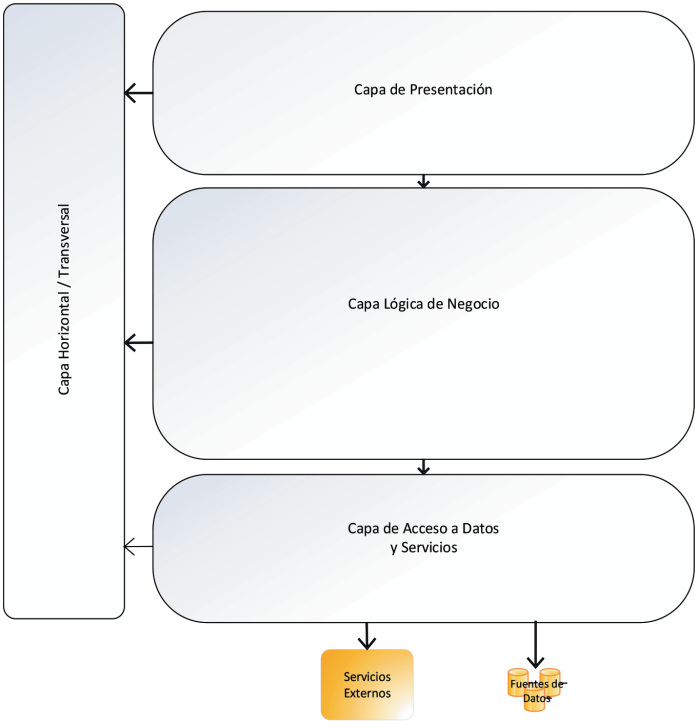 Capa Horizontal / Transversal
Capa de Presentación
Capa Lógica de Negocio
Capa de Acceso a Datos
y Servicios
Servicios
Externos
Fuentes de
Datos